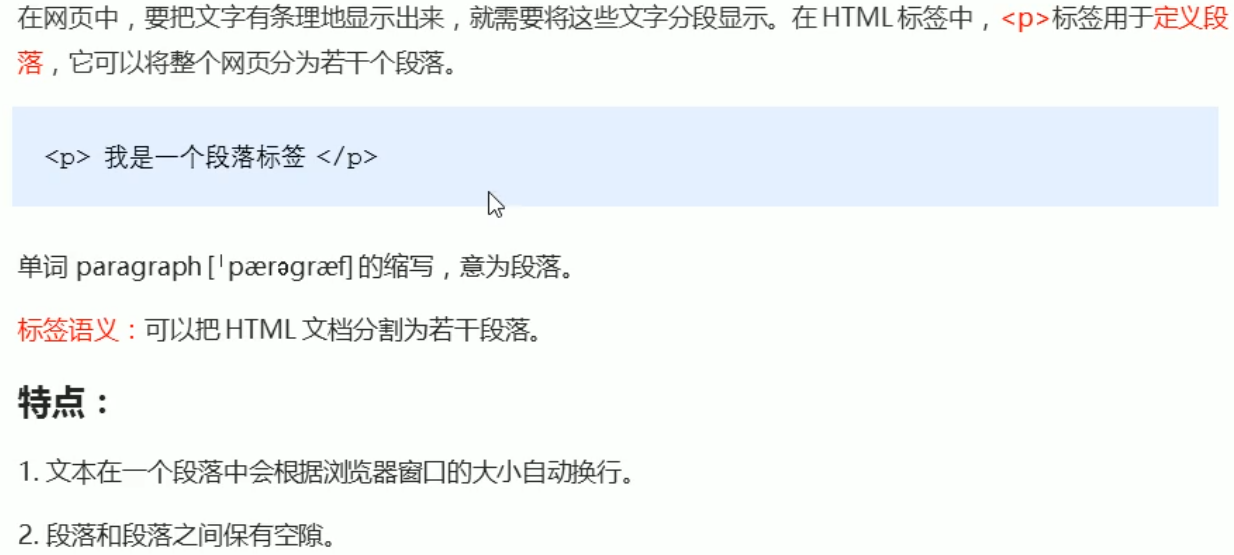 在网页中，要把文字有条理地显示出来，就需要将这些文字分段显示。在 HTML 标签中，<p>标签用于定义段
落，它可以将整个网页分为若干个段落。
<p> 我是一个段落标签 </p>
单词 paragraph [ˈpærəgræf] 的缩写，意为段落。
标签语义：可以把 HTML 文档分割为若干段落。
特点：
1. 文本在一个段落中会根据浏览器窗口的大小自动换行。
2. 段落和段落之间保有空隙。